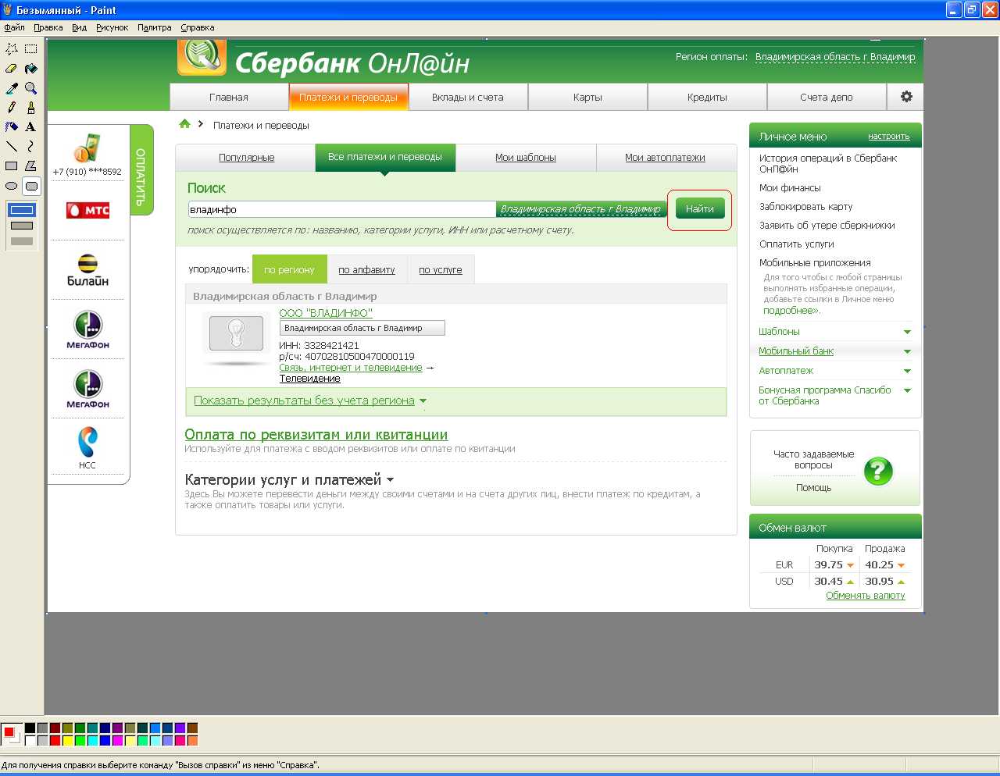 Безымянный - Paint
Файл Правка Вид Рисунок Палитра Справка
Сбербанк ОнЛ@йн
Регион оплаты: Владимирская область г Владимир
Главная Платежи и переводы Вклады и счета Карты Кредиты Счета депо
Платежи и переводы
ОПЛАТИТЬ
+7 (910) ***8592
МТС
Билайн
МЕГАФОН
МЕГАФОН
НСС
Популярные Все платежи и переводы Мои шаблоны Мои автоплатежи
Поиск
владинфо Владимирская область г Владимир Найти
поиск осуществляется по: названию, категории услуги, ИНН или расчетному счету.
упорядочить: по региону по алфавиту по услуге
Владимирская область г Владимир
ООО "ВЛАДИНФО"
Владимирская область г Владимир
ИНН: 3328421421
р/сч: 40702810500470000119
Связь, интернет и телевидение →
Телевидение
Показать результаты без учета региона
Оплата по реквизитам или квитанции
Используйте для платежа с вводом реквизитов или оплате по квитанции
Категории услуг и платежей
Здесь Вы можете перевести деньги между своими счетами и на счета других лиц, внести платеж по кредитам, а
также оплатить товары или услуги.
Личное меню настроить
История операций в Сбербанк
ОнЛ@йн
Мои финансы
Заблокировать карту
Заявить об утере сберкнижки
Оплатить услуги
Мобильные приложения
Для того чтобы с любой страницы
выполнять избранные операции,
добавьте ссылки в Личное меню
подробнее».
Шаблоны
Мобильный банк
Автоплатеж
Бонусная программа Спасибо
от Сбербанка
Часто задаваемые
вопросы
Помощь
?
Обмен валют
Покупка Продажа
EUR 39.75 40.25
USD 30.45 30.95
Обменять валюту
Для получения справки выберите команду "Вызов справки" из меню "Справка".